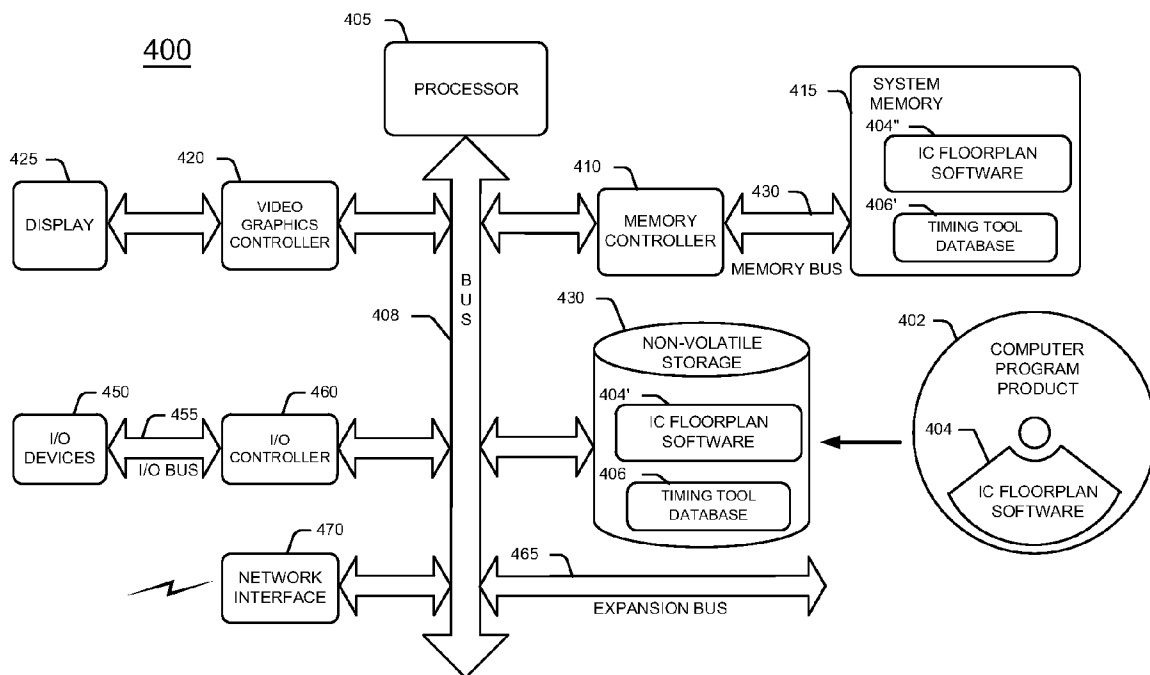 400
405
PROCESSOR
425
DISPLAY
420
VIDEO
GRAPHICS
CONTROLLER
410
MEMORY
CONTROLLER
430
MEMORY BUS
415
SYSTEM
MEMORY
404"
IC FLOORPLAN
SOFTWARE
406'
TIMING TOOL
DATABASE
408
BUS
430
NON-VOLATILE
STORAGE
404'
IC FLOORPLAN
SOFTWARE
406
TIMING TOOL
DATABASE
402
COMPUTER
PROGRAM
PRODUCT
404
IC FLOORPLAN
SOFTWARE
450
I/O
DEVICES
455
I/O BUS
460
I/O
CONTROLLER
470
NETWORK
INTERFACE
465
EXPANSION BUS